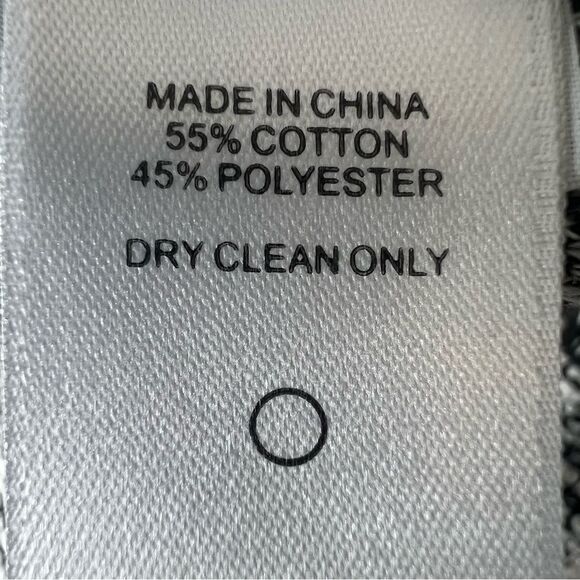 MADE IN CHINA
55% COTTON
45% POLYESTER
DRY CLEAN ONLY